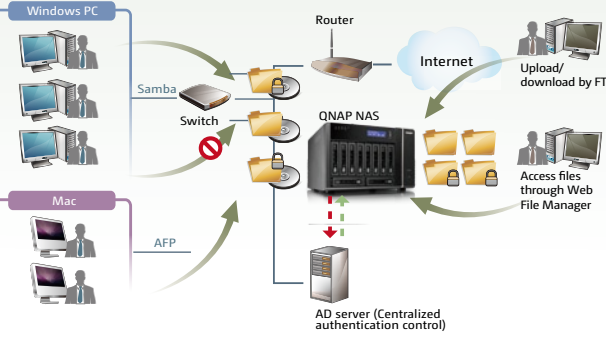 Windows PC
Router
Internet
Upload/
download by FT
Samba
Switch
QNAP NAS
Access files
through Web
File Manager
Mac
AFP
AD server (Centralized
authentication control)